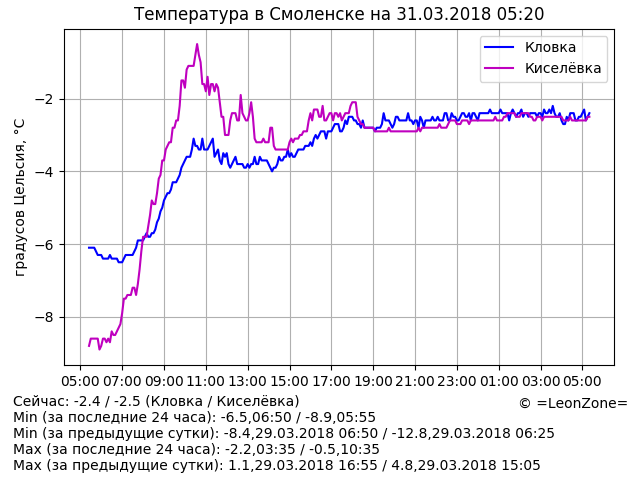 Температура в Смоленске на 31.03.2018 05:20
Кловка
Киселёвка
градусов Цельсия, °C
−2
−4
−6
−8
05:00 07:00 09:00 11:00 13:00 15:00 17:00 19:00 21:00 23:00 01:00 03:00 05:00
Сейчас: -2.4 / -2.5 (Кловка / Киселёвка)
© =LeonZone=
Min (за последние 24 часа): -6.5,06:50 / -8.9,05:55
Min (за предыдущие сутки): -8.4,29.03.2018 06:50 / -12.8,29.03.2018 06:25
Max (за последние 24 часа): -2.2,03:35 / -0.5,10:35
Max (за предыдущие сутки): 1.1,29.03.2018 16:55 / 4.8,29.03.2018 15:05